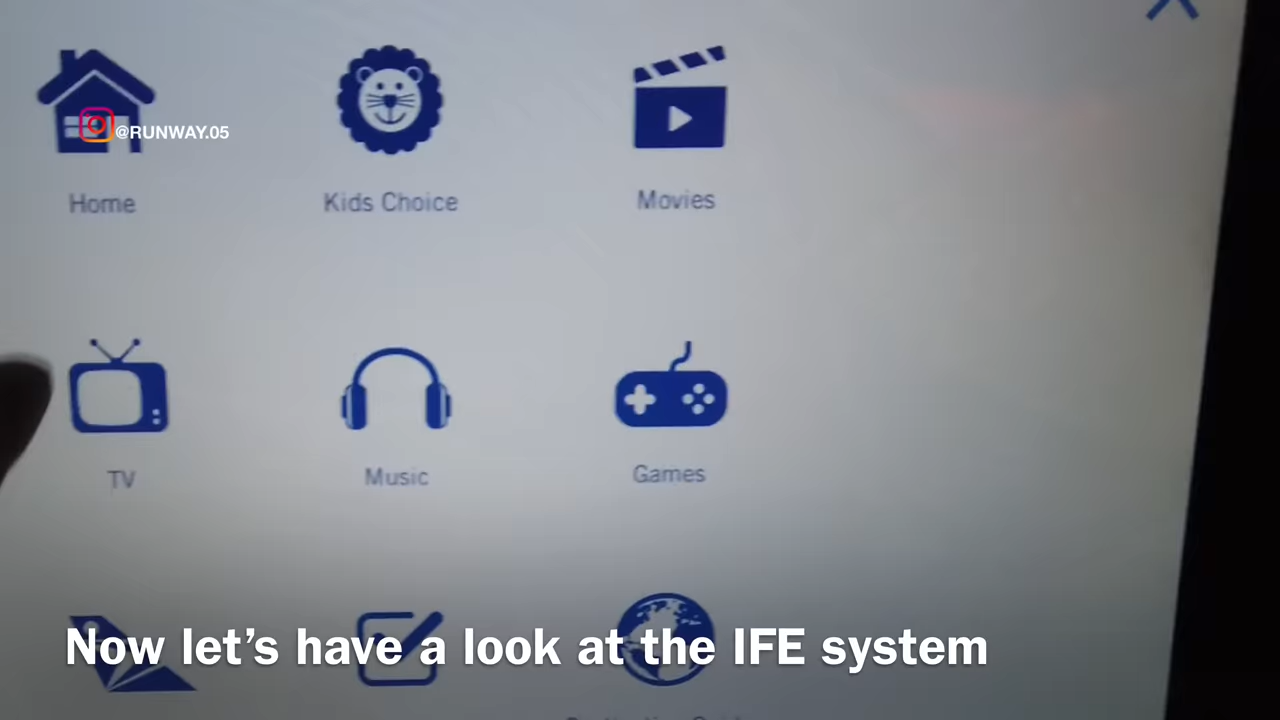 @RUNWAY.05
Home
Kids Choice
Movies
TV
Music
Games
Now let's have a look at the IFE system